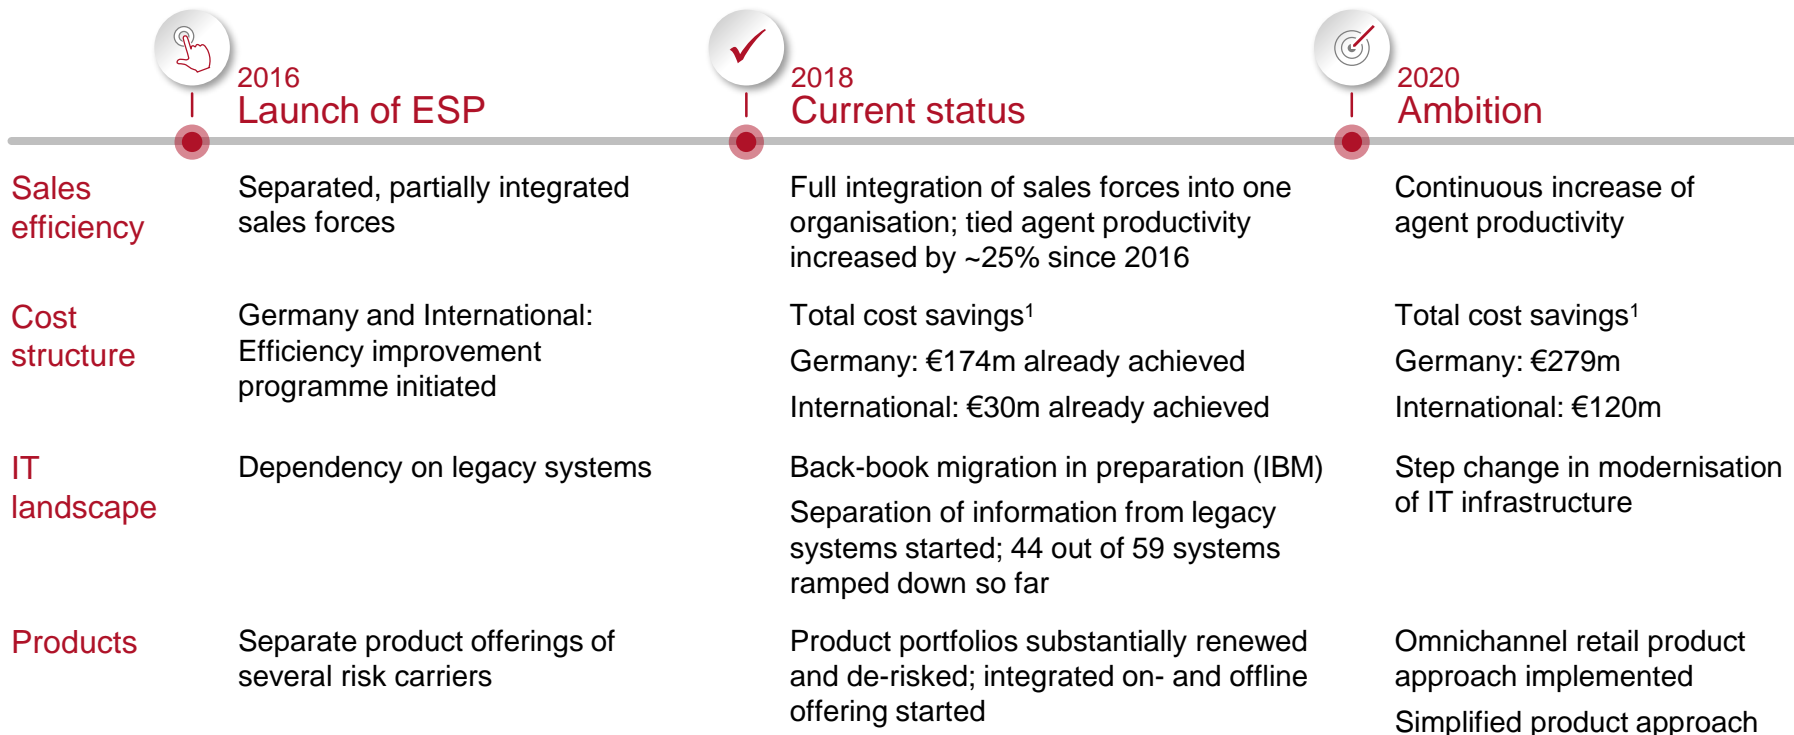 2016
Launch of ESP
2018
Current status
2020
Ambition
Sales
efficiency
Separated, partially integrated
sales forces
Full integration of sales forces into one
organisation; tied agent productivity
increased by ~25% since 2016
Continuous increase of
agent productivity
Cost
structure
Germany and International:
Efficiency improvement
programme initiated
Total cost savings¹
Germany: €174m already achieved
International: €30m already achieved
Total cost savings¹
Germany: €279m
International: €120m
IT
landscape
Dependency on legacy systems
Back-book migration in preparation (IBM)
Separation of information from legacy
systems started; 44 out of 59 systems
ramped down so far
Step change in modernisation
of IT infrastructure
Products
Separate product offerings of
several risk carriers
Product portfolios substantially renewed
and de-risked; integrated on- and offline
offering started
Omnichannel retail product
approach implemented
Simplified product approach